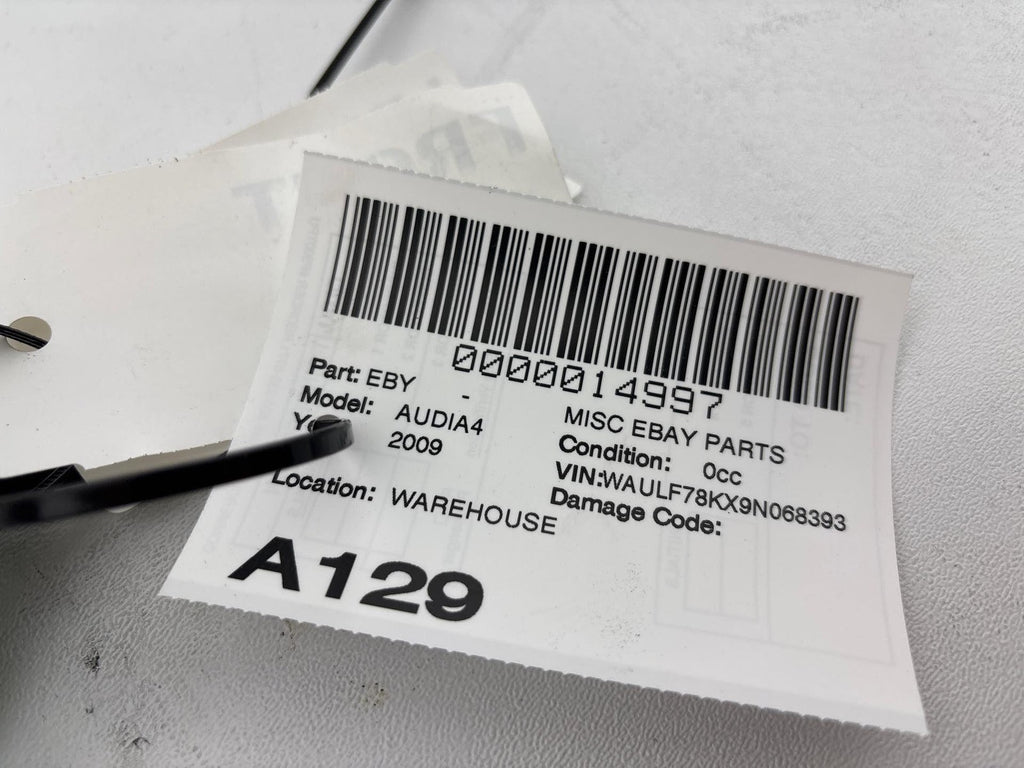 0000014997
Part: EBY - MISC EBAY PARTS
Model: AUDIA4 Condition: 0cc
2009 VIN:WAULF78KX9N068393
Location: WAREHOUSE Damage Code:
A129